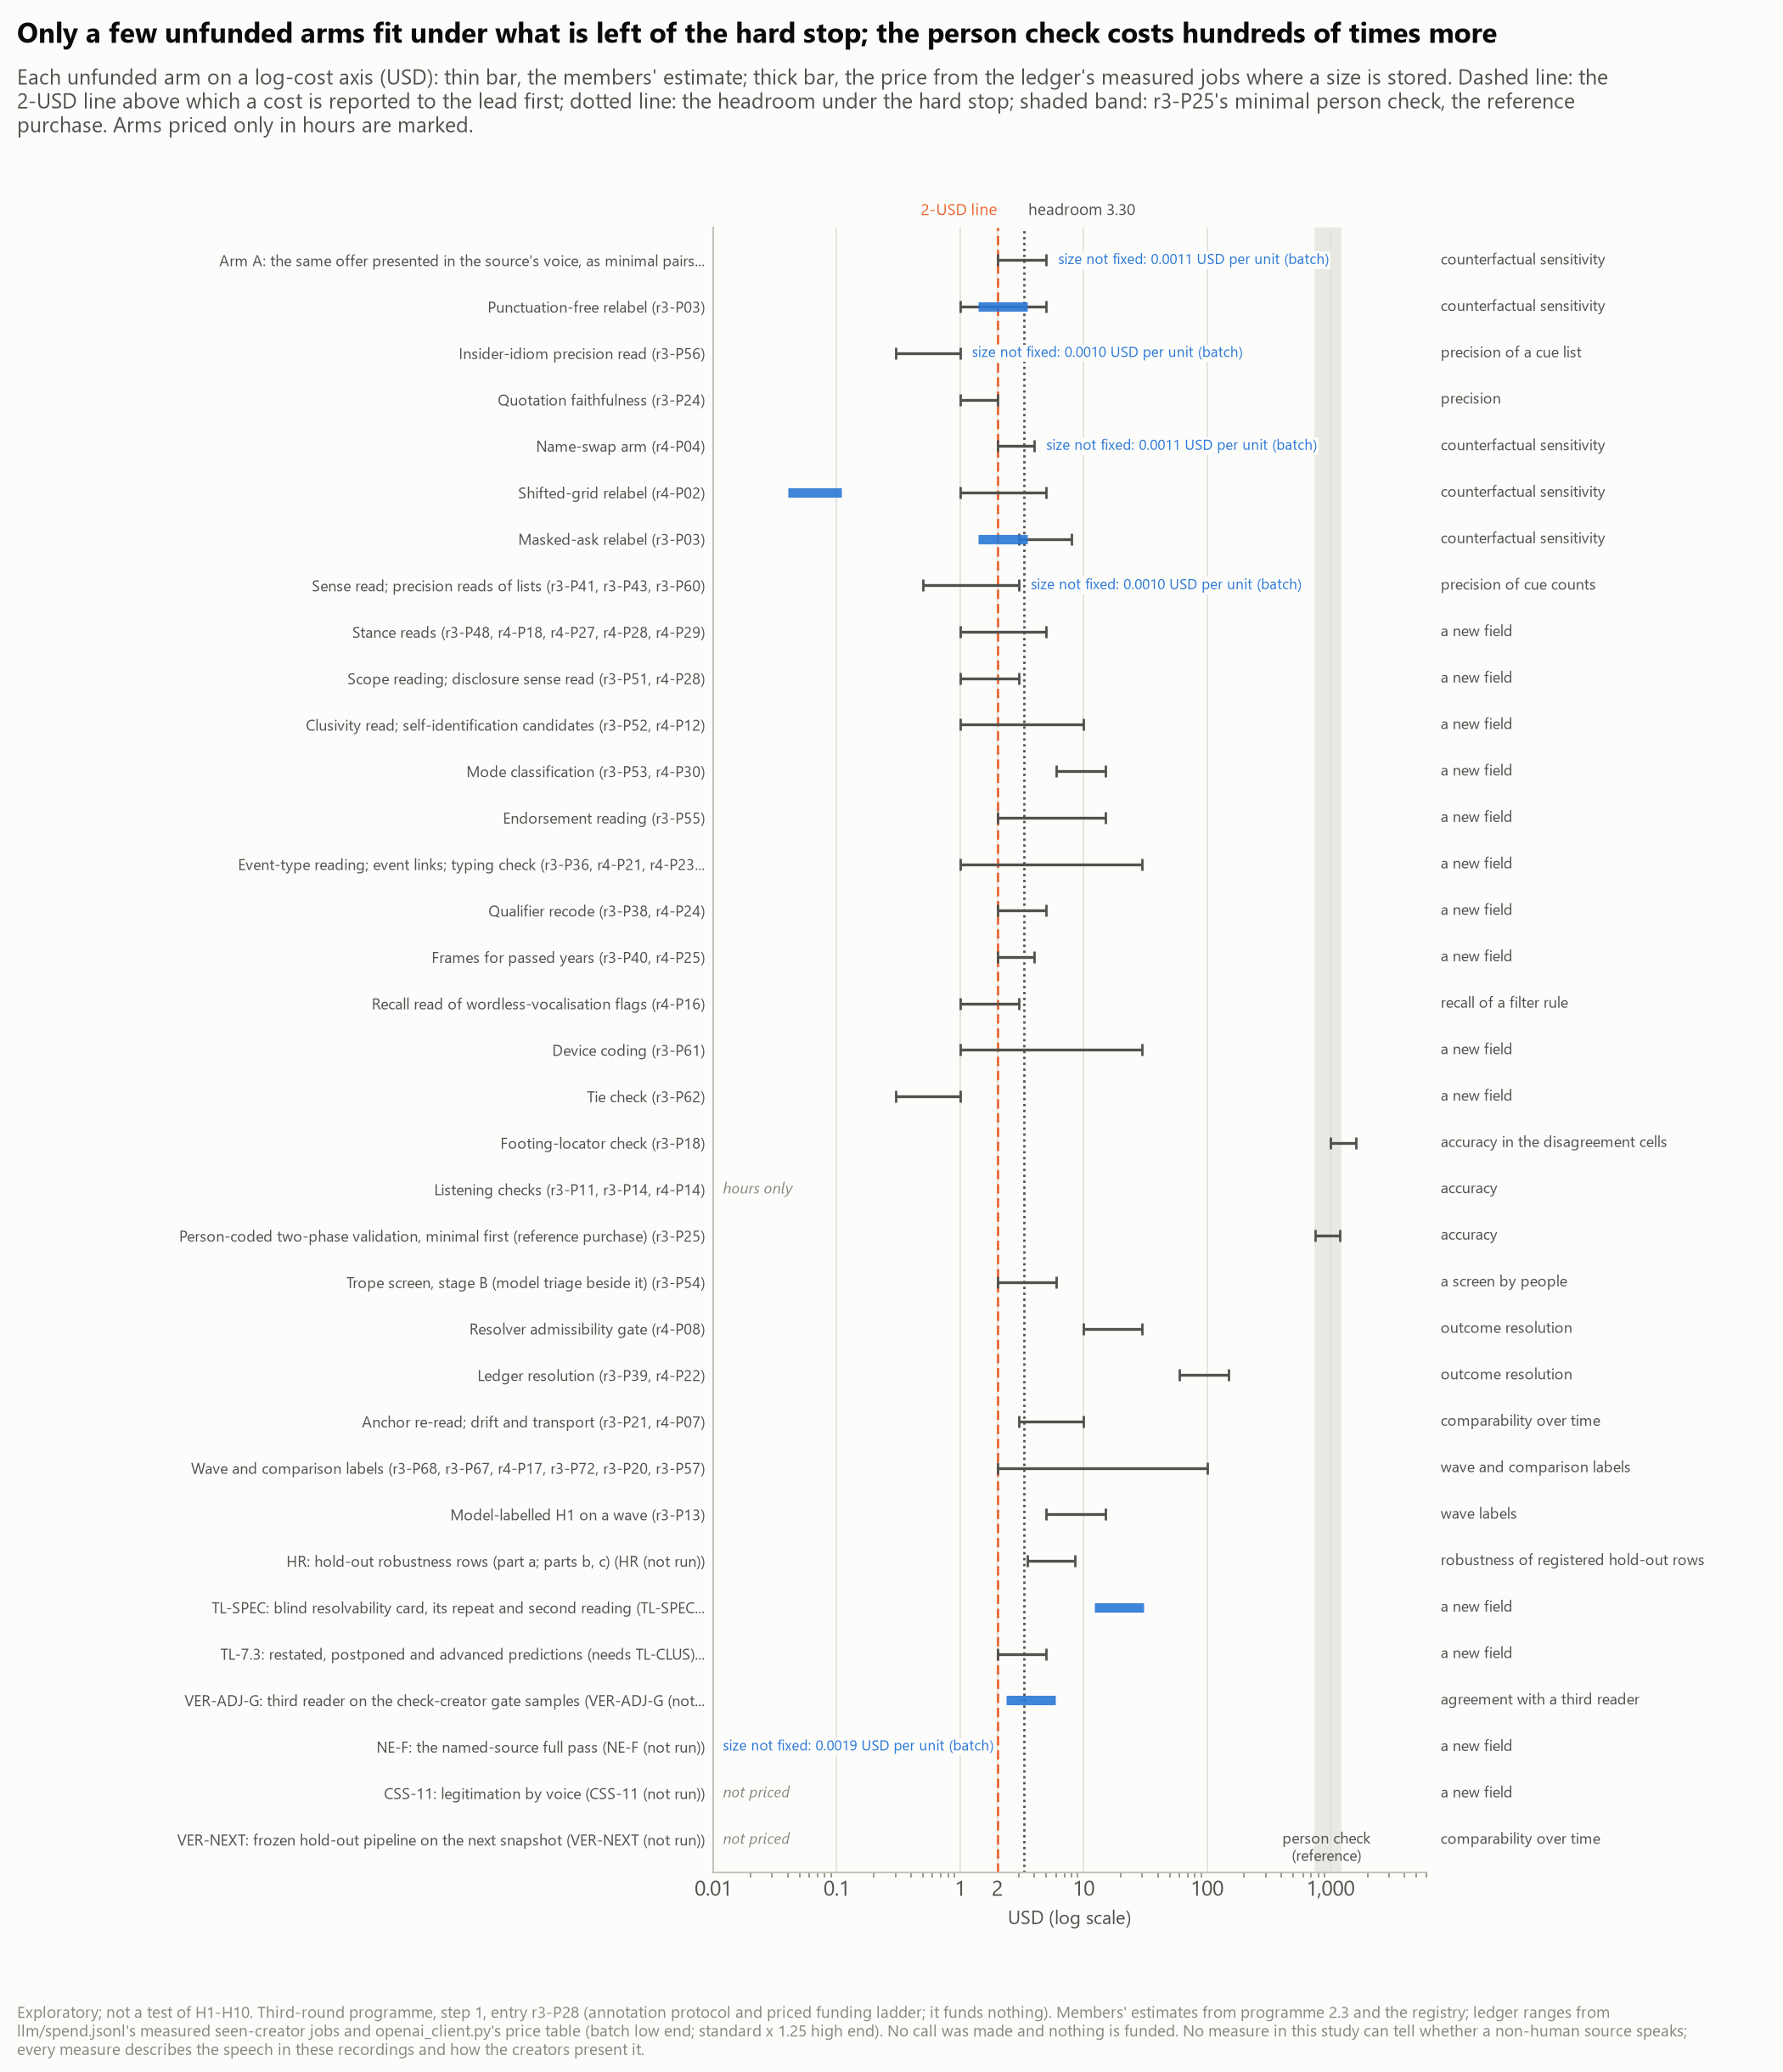 Only a few unfunded arms fit under what is left of the hard stop; the person check costs hundreds of times more
Each unfunded arm on a log-cost axis (USD): thin bar, the members' estimate; thick bar, the price from the ledger's measured jobs where a size is stored. Dashed line: the
2-USD line above which a cost is reported to the lead first; dotted line: the headroom under the hard stop; shaded band: r3-P25's minimal person check, the reference
purchase. Arms priced only in hours are marked.
2-USD line
headroom 3.30
Arm A: the same offer presented in the source's voice, as minimal pairs... size not fixed: 0.0011 USD per unit (batch) counterfactual sensitivity
Punctuation-free relabel (r3-P03) counterfactual sensitivity
Insider-idiom precision read (r3-P56) size not fixed: 0.0010 USD per unit (batch) precision of a cue list
Quotation faithfulness (r3-P24) precision
Name-swap arm (r4-P04) size not fixed: 0.0011 USD per unit (batch) counterfactual sensitivity
Shifted-grid relabel (r4-P02) counterfactual sensitivity
Masked-ask relabel (r3-P03) counterfactual sensitivity
Sense read; precision reads of lists (r3-P41, r3-P43, r3-P60) size not fixed: 0.0010 USD per unit (batch) precision of cue counts
Stance reads (r3-P48, r4-P18, r4-P27, r4-P28, r4-P29) a new field
Scope reading; disclosure sense read (r3-P51, r4-P28) a new field
Clusivity read; self-identification candidates (r3-P52, r4-P12) a new field
Mode classification (r3-P53, r4-P30) a new field
Endorsement reading (r3-P55) a new field
Event-type reading; event links; typing check (r3-P36, r4-P21, r4-P23... a new field
Qualifier recode (r3-P38, r4-P24) a new field
Frames for passed years (r3-P40, r4-P25) a new field
Recall read of wordless-vocalisation flags (r4-P16) recall of a filter rule
Device coding (r3-P61) a new field
Tie check (r3-P62) a new field
Footing-locator check (r3-P18) accuracy in the disagreement cells
Listening checks (r3-P11, r3-P14, r4-P14) hours only accuracy
Person-coded two-phase validation, minimal first (reference purchase) (r3-P25) accuracy
Trope screen, stage B (model triage beside it) (r3-P54) a screen by people
Resolver admissibility gate (r4-P08) outcome resolution
Ledger resolution (r3-P39, r4-P22) outcome resolution
Anchor re-read; drift and transport (r3-P21, r4-P07) comparability over time
Wave and comparison labels (r3-P68, r3-P67, r4-P17, r3-P72, r3-P20, r3-P57) wave and comparison labels
Model-labelled H1 on a wave (r3-P13) wave labels
HR: hold-out robustness rows (part a; parts b, c) (HR (not run)) robustness of registered hold-out rows
TL-SPEC: blind resolvability card, its repeat and second reading (TL-SPEC... a new field
TL-7.3: restated, postponed and advanced predictions (needs TL-CLUS)... a new field
VER-ADJ-G: third reader on the check-creator gate samples (VER-ADJ-G (not... agreement with a third reader
NE-F: the named-source full pass (NE-F (not run)) size not fixed: 0.0019 USD per unit (batch) a new field
CSS-11: legitimation by voice (CSS-11 (not run)) not priced a new field
VER-NEXT: frozen hold-out pipeline on the next snapshot (VER-NEXT (not run)) not priced comparability over time
person check
(reference)
0.01 0.1 1 2 10 100 1,000
USD (log scale)
Exploratory; not a test of H1-H10. Third-round programme, step 1, entry r3-P28 (annotation protocol and priced funding ladder; it funds nothing). Members' estimates from programme 2.3 and the registry; ledger ranges from
llm/spend.jsonl's measured seen-creator jobs and openai_client.py's price table (batch low end; standard x 1.25 high end). No call was made and nothing is funded. No measure in this study can tell whether a non-human source speaks;
every measure describes the speech in these recordings and how the creators present it.